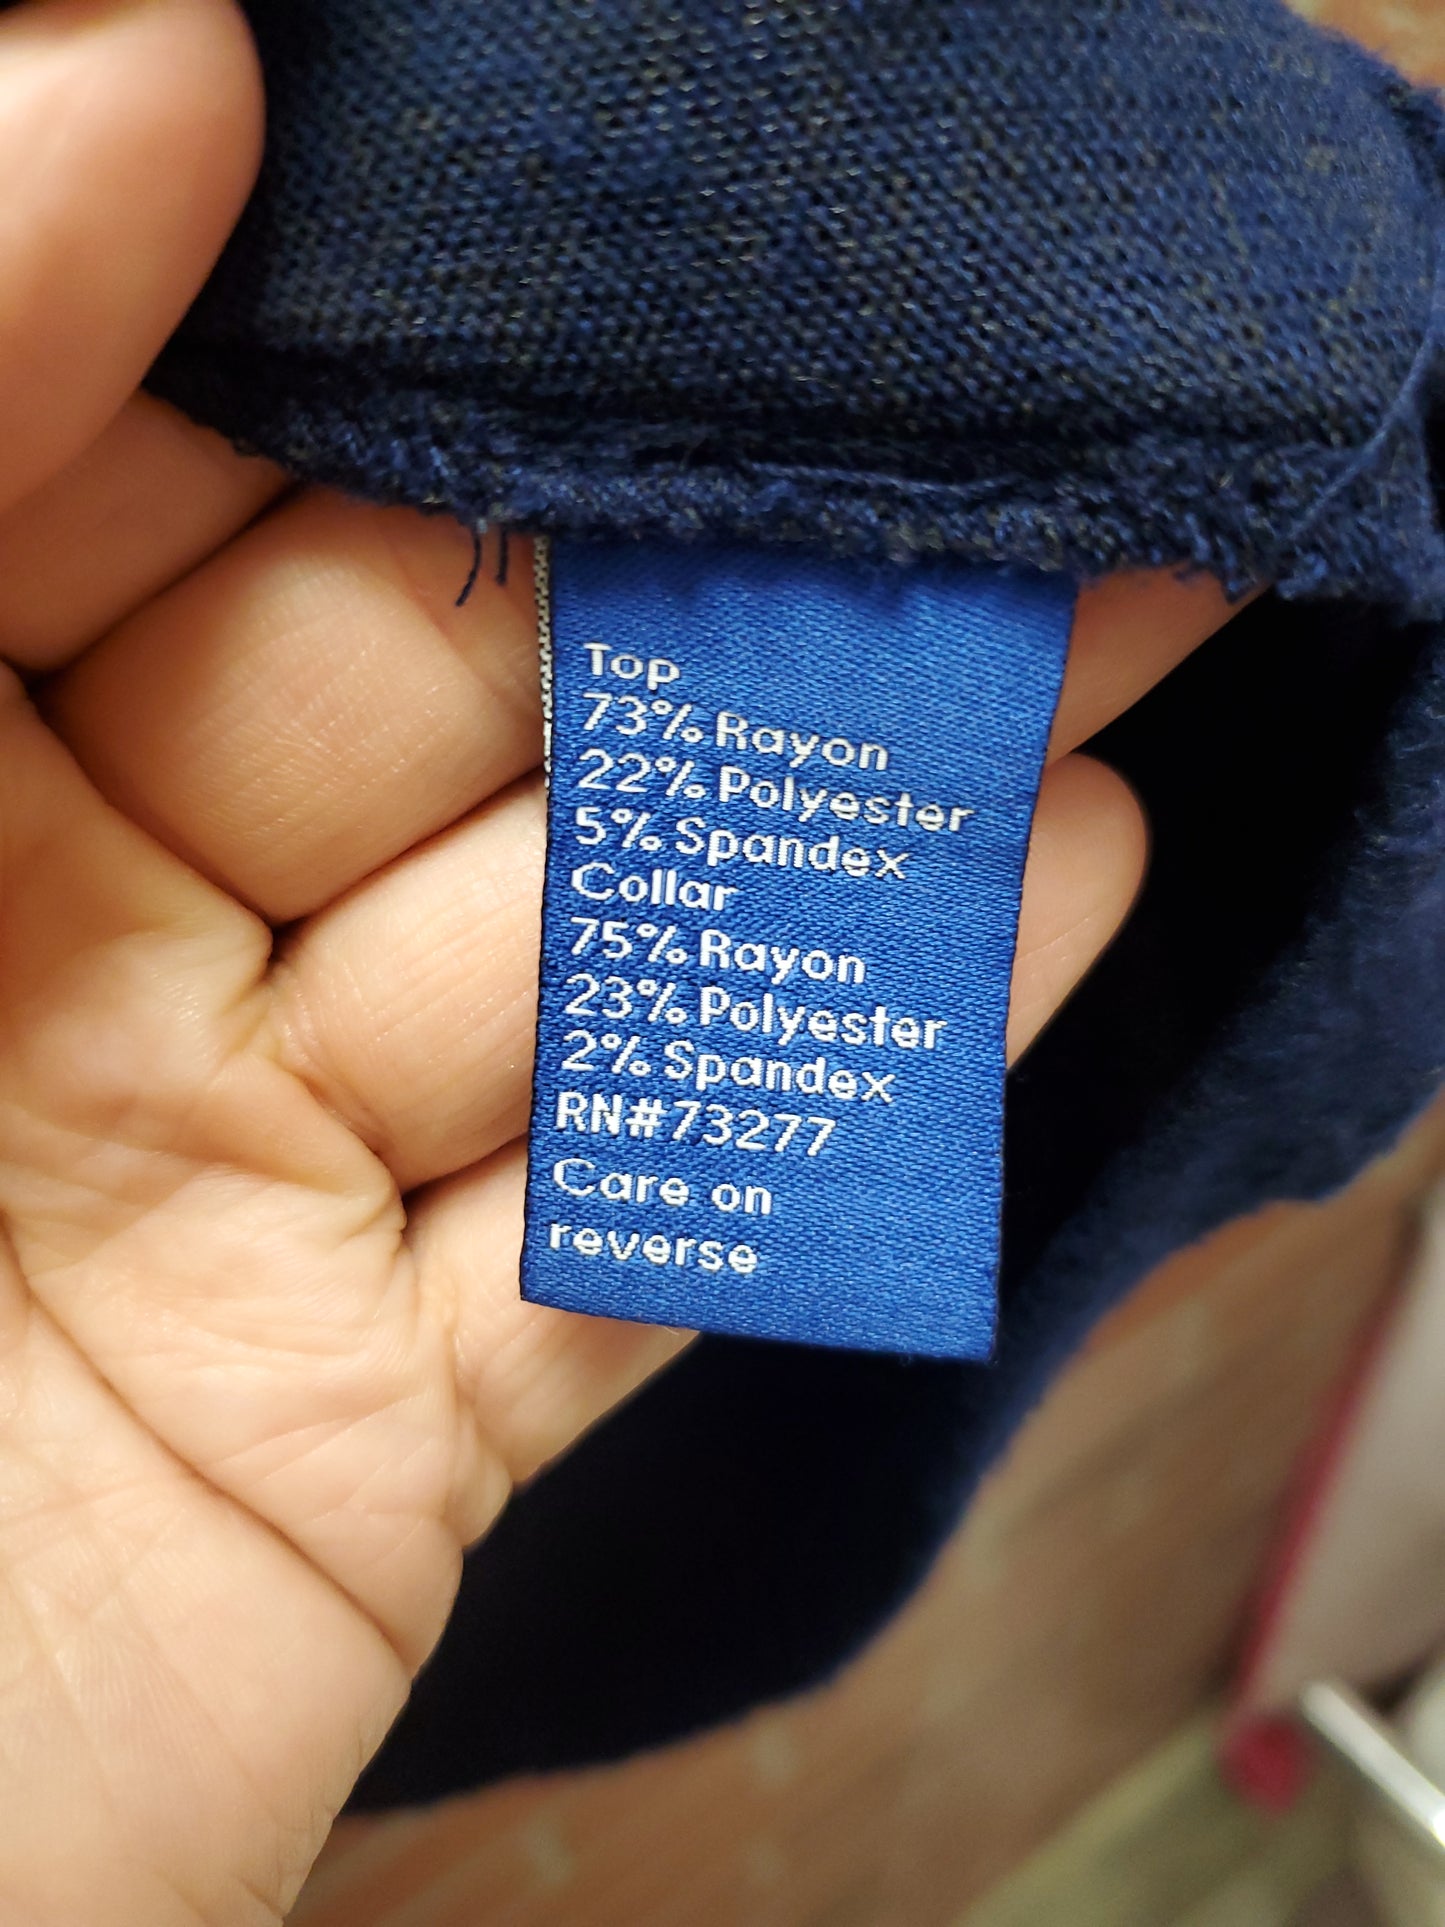 Top
73% Rayon
22% Polyester
5% Spandex
Collar
75% Rayon
23% Polyester
2% Spandex
RN#73277
Care on
reverse